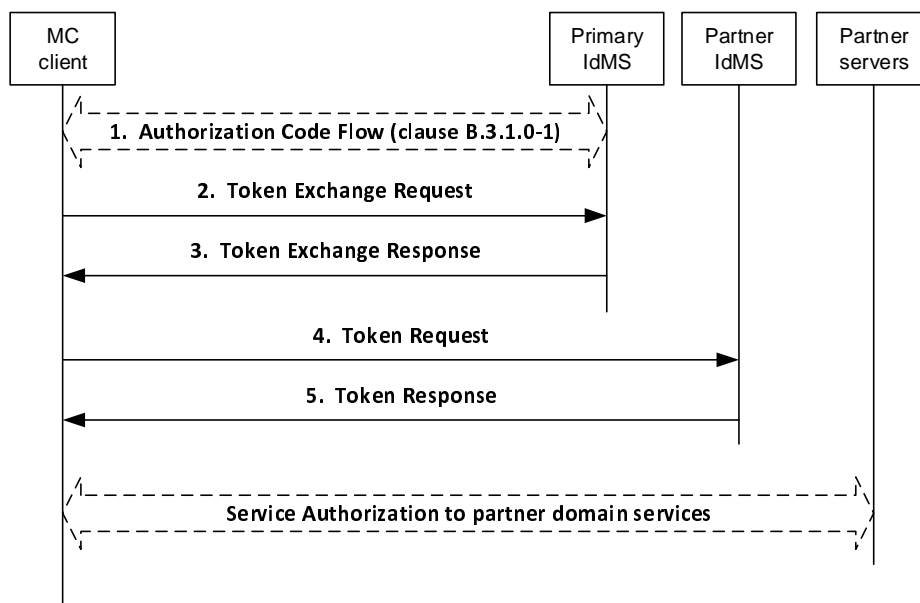 MC
client
Primary
IdMS
Partner
IdMS
Partner
servers
1. Authorization Code Flow (clause B.3.1.0-1)
2. Token Exchange Request
3. Token Exchange Response
4. Token Request
5. Token Response
Service Authorization to partner domain services